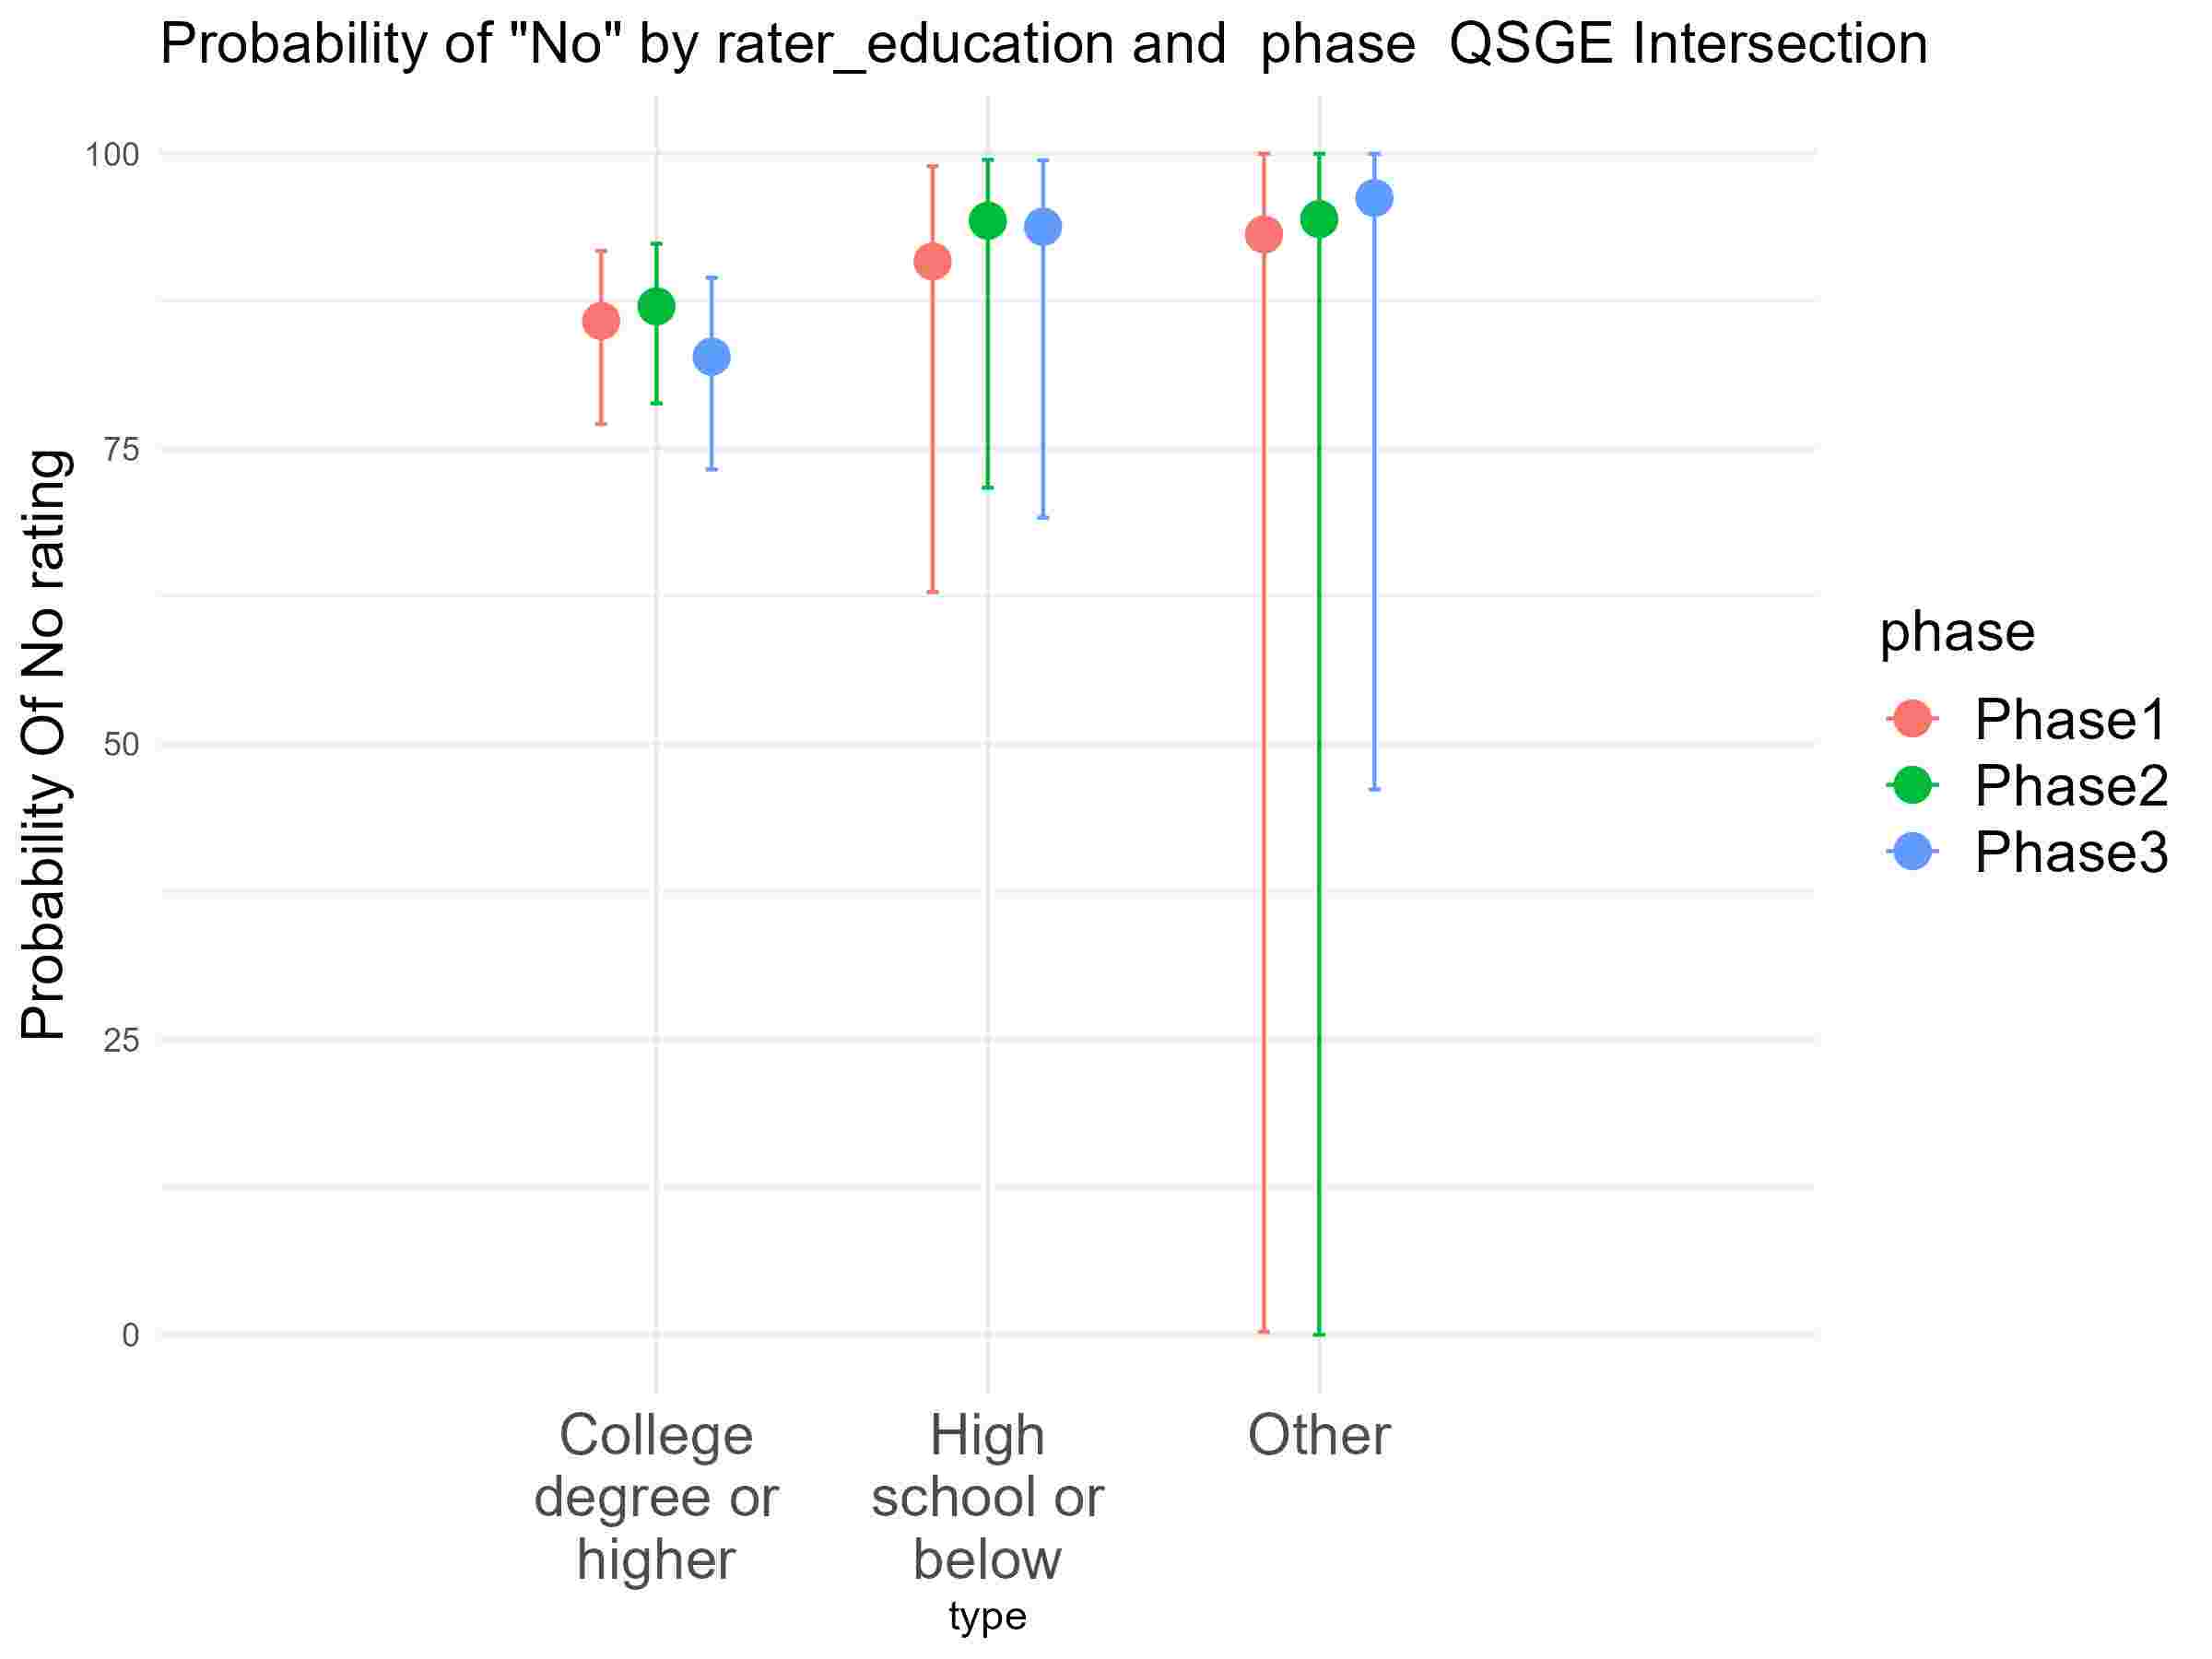 Probability of "No" by rater_education and  phase  QSGE Intersection
Probability Of No rating
100
75
50
25
0
College
degree or
higher
High
school or
below
Other
type
phase
Phase1
Phase2
Phase3